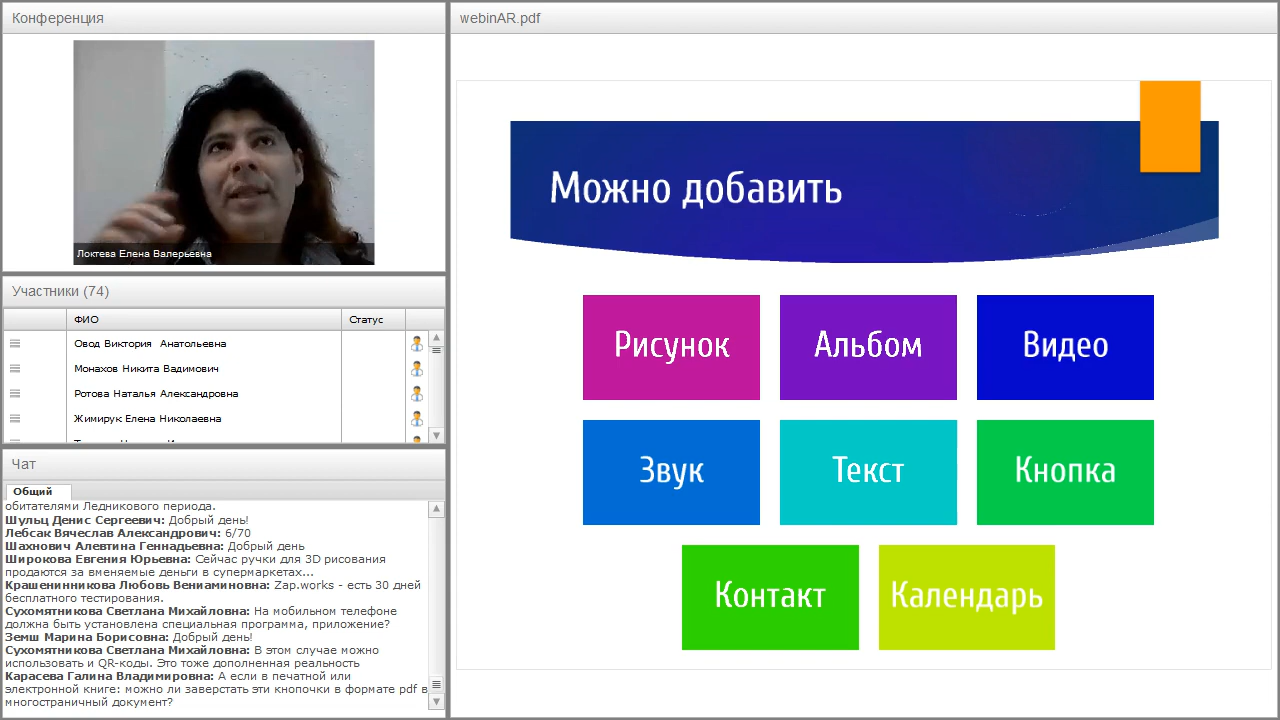 Конференция
Локтева Елена Валерьевна
Участники (74)
ФИО
Статус
Овод Виктория Анатольевна
Монахов Никита Вадимович
Ротова Наталья Александровна
Жимирук Елена Николаевна
Чат
Общий
обитателями Ледникового периода.
Шульц Денис Сергеевич: Добрый день!
Лебсак Вячеслав Александрович: 6/70
Шахнович Алевтина Геннадьевна: Добрый день
Широкова Евгения Юрьевна: Сейчас ручки для 3D рисования
продаются за вменяемые деньги в супермаркетах...
Крашенинникова Любовь Вениаминовна: Zap.works - есть 30 дней
бесплатного тестирования.
Сухомятникова Светлана Михайловна: На мобильном телефоне
должна быть установлена специальная программа, приложение?
Земш Марина Борисовна: Добрый день!
Сухомятникова Светлана Михайловна: В этом случае можно
использовать и QR-коды. Это тоже дополненная реальность
Карасева Галина Владимировна: А если в печатной или
электронной книге: можно ли заверстать эти кнопочки в формате pdf в
многостраничный документ?
webinAR.pdf
Можно добавить
Рисунок
Альбом
Видео
Звук
Текст
Кнопка
Контакт
Календарь